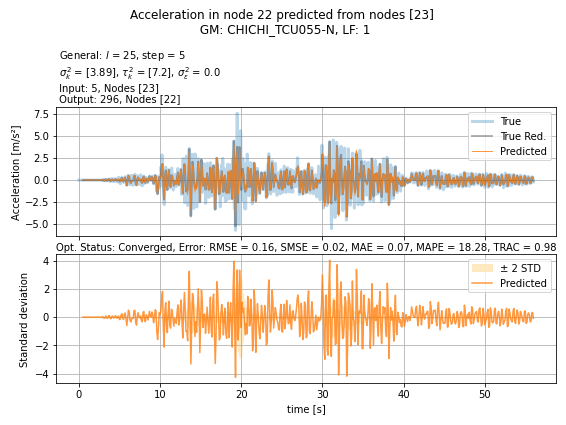 Acceleration in node 22 predicted from nodes [23]
GM: CHICHI_TCU055-N, LF: 1
General: l = 25, step = 5
σ²ₖ = [3.89], τ²ₖ = [7.2], σ²ε = 0.0
Input: 5, Nodes [23]
Output: 296, Nodes [22]
7.5
5.0
2.5
0.0
−2.5
−5.0
Acceleration [m/s²]
True
True Red.
Predicted
Opt. Status: Converged, Error: RMSE = 0.16, SMSE = 0.02, MAE = 0.07, MAPE = 18.28, TRAC = 0.98
4
2
0
−2
−4
Standard deviation
± 2 STD
Predicted
0 10 20 30 40 50
time [s]